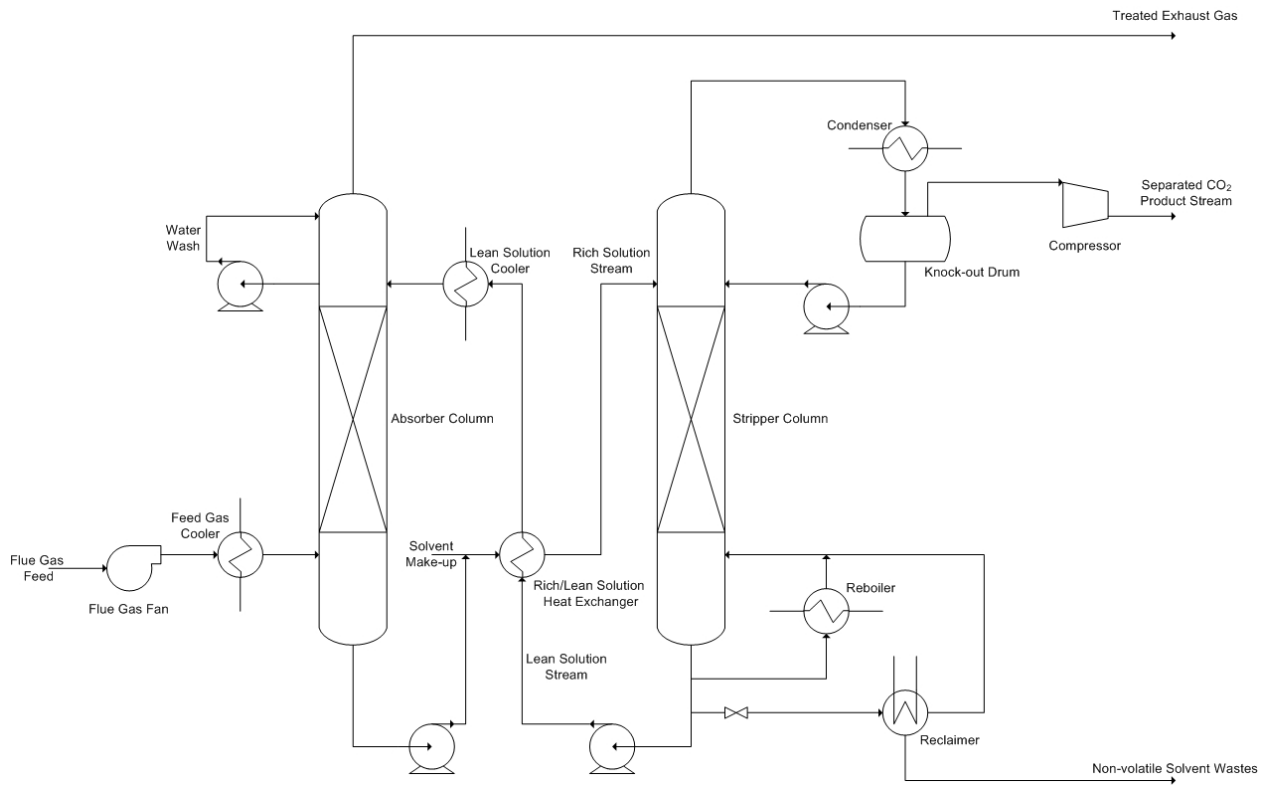 Treated Exhaust Gas
Condenser
Separated CO₂
Product Stream
Compressor
Knock-out Drum
Water
Wash
Lean Solution
Cooler
Rich Solution
Stream
Absorber Column
Stripper Column
Feed Gas
Cooler
Flue Gas
Feed
Flue Gas Fan
Solvent
Make-up
Rich/Lean Solution
Heat Exchanger
Reboiler
Lean Solution
Stream
Reclaimer
Non-volatile Solvent Wastes